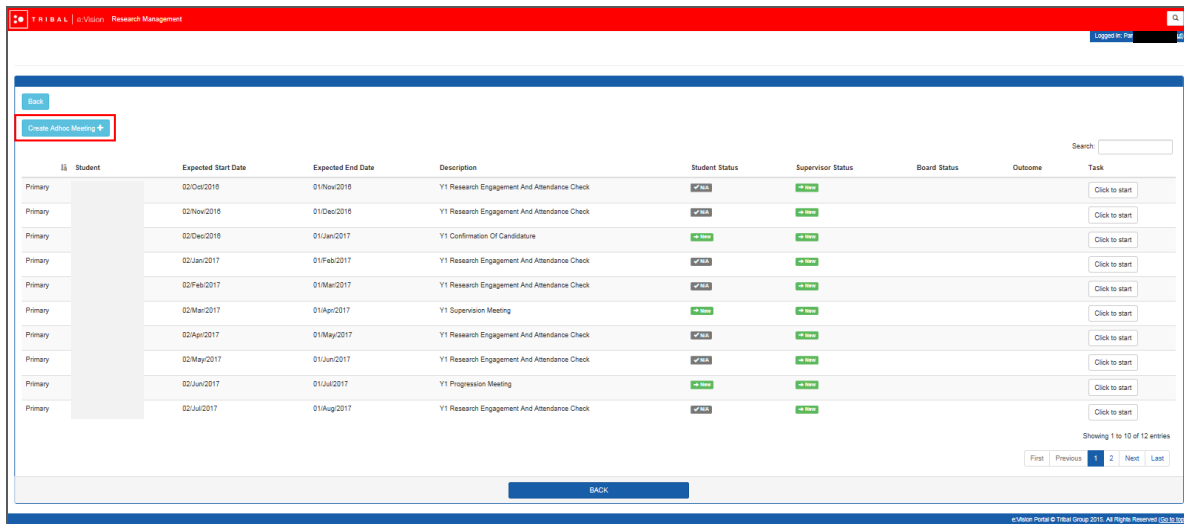 TRIBAL | e:Vision Research Management
Logged in: Par
Back
Create Adhoc Meeting +
Search:
Student Expected Start Date Expected End Date Description Student Status Supervisor Status Board Status Outcome Task
Primary 02/Oct/2016 01/Nov/2016 Y1 Research Engagement And Attendance Check N/A New Click to start
Primary 02/Nov/2016 01/Dec/2016 Y1 Research Engagement And Attendance Check N/A New Click to start
Primary 02/Dec/2016 01/Jan/2017 Y1 Confirmation Of Candidature New New Click to start
Primary 02/Jan/2017 01/Feb/2017 Y1 Research Engagement And Attendance Check N/A New Click to start
Primary 02/Feb/2017 01/Mar/2017 Y1 Research Engagement And Attendance Check N/A New Click to start
Primary 02/Mar/2017 01/Apr/2017 Y1 Supervision Meeting New New Click to start
Primary 02/Apr/2017 01/May/2017 Y1 Research Engagement And Attendance Check N/A New Click to start
Primary 02/May/2017 01/Jun/2017 Y1 Research Engagement And Attendance Check N/A New Click to start
Primary 02/Jun/2017 01/Jul/2017 Y1 Progression Meeting New New Click to start
Primary 02/Jul/2017 01/Aug/2017 Y1 Research Engagement And Attendance Check N/A New Click to start
Showing 1 to 10 of 12 entries
First Previous 1 2 Next Last
BACK
e:Vision Portal © Tribal Group 2015. All Rights Reserved (Go to top